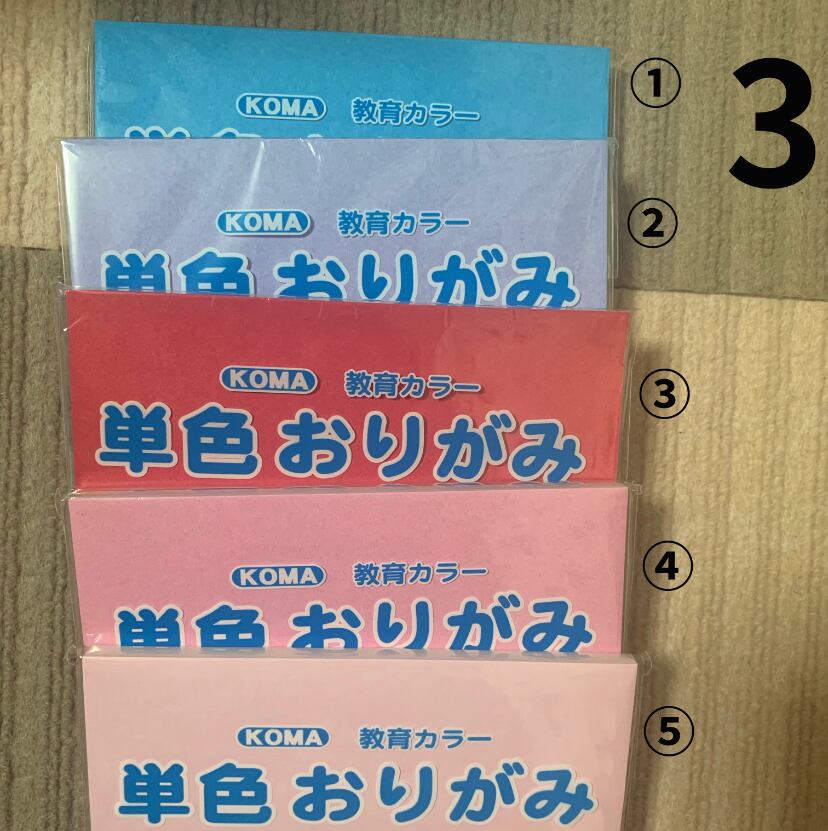 3
①
KOMA 教育カラー
②
KOMA 教育カラー
単色おりがみ
③
KOMA 教育カラー
単色おりがみ
④
KOMA 教育カラー
単色おりがみ
⑤
KOMA 教育カラー
単色おりがみ